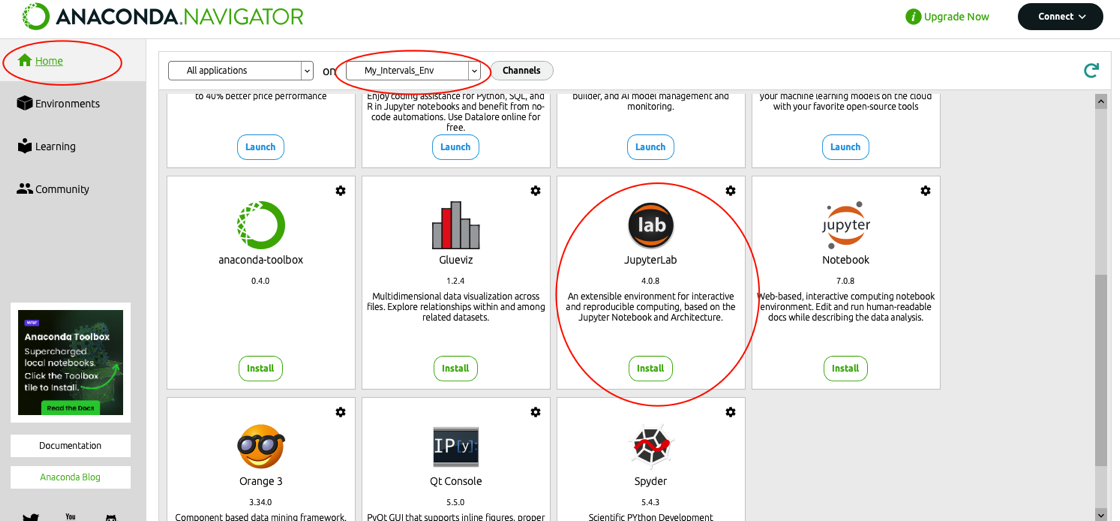 ANACONDA.NAVIGATOR
i Upgrade Now
Connect
Home
All applications
on
My_Intervals_Env
Channels
Environments
Learning
Community
to 40% better price performance
Launch
Enjoy coding assistance for Python, SQL, and
R in Jupyter notebooks and benefit from no-
code automations. Use Datalore online for
free.
Launch
builder, and AI model management and
monitoring.
Launch
your machine learning models on the cloud
with your favorite open-source tools
Launch
anaconda-toolbox
0.4.0
Install
Glueviz
1.2.4
Multidimensional data visualization across
files. Explore relationships within and among
related datasets.
Install
lab
JupyterLab
4.0.8
An extensible environment for interactive
and reproducible computing, based on the
Jupyter Notebook and Architecture.
Install
jupyter
Notebook
7.0.8
Web-based, interactive computing notebook
environment. Edit and run human-readable
docs while describing the data analysis.
Install
NEW
Anaconda Toolbox
Supercharged
local notebooks.
Click the Toolbox
tile to Install.
Read the Docs
Documentation
Anaconda Blog
You
Orange 3
3.34.0
Component based data mining framework.
IP[y]:
Qt Console
5.5.0
PyQt GUI that supports inline figures, proper
Spyder
5.4.3
Scientific PYthon Development